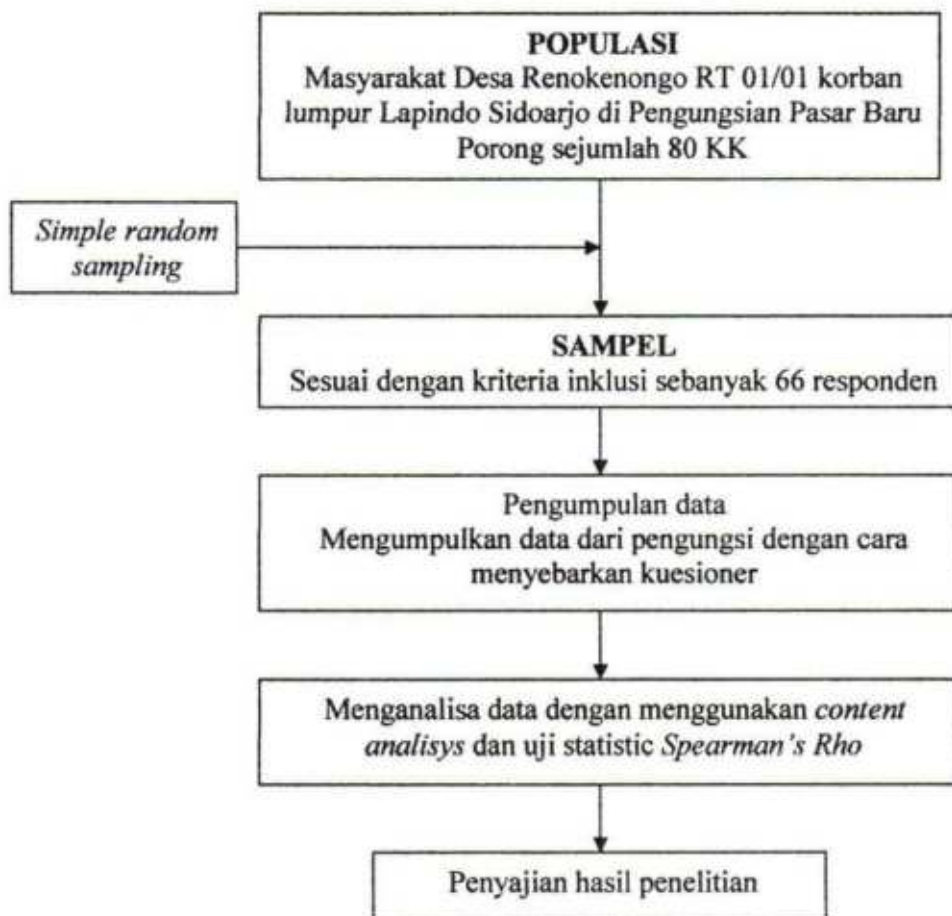 POPULASI
Masyarakat Desa Renokenongo RT 01/01 korban
lumpur Lapindo Sidoarjo di Pengungsian Pasar Baru
Porong sejumlah 80 KK
Simple random
sampling
SAMPEL
Sesuai dengan kriteria inklusi sebanyak 66 responden
Pengumpulan data
Mengumpulkan data dari pengungsi dengan cara
menyebarkan kuesioner
Menganalisa data dengan menggunakan content
analisys dan uji statistic Spearman's Rho
Penyajian hasil penelitian